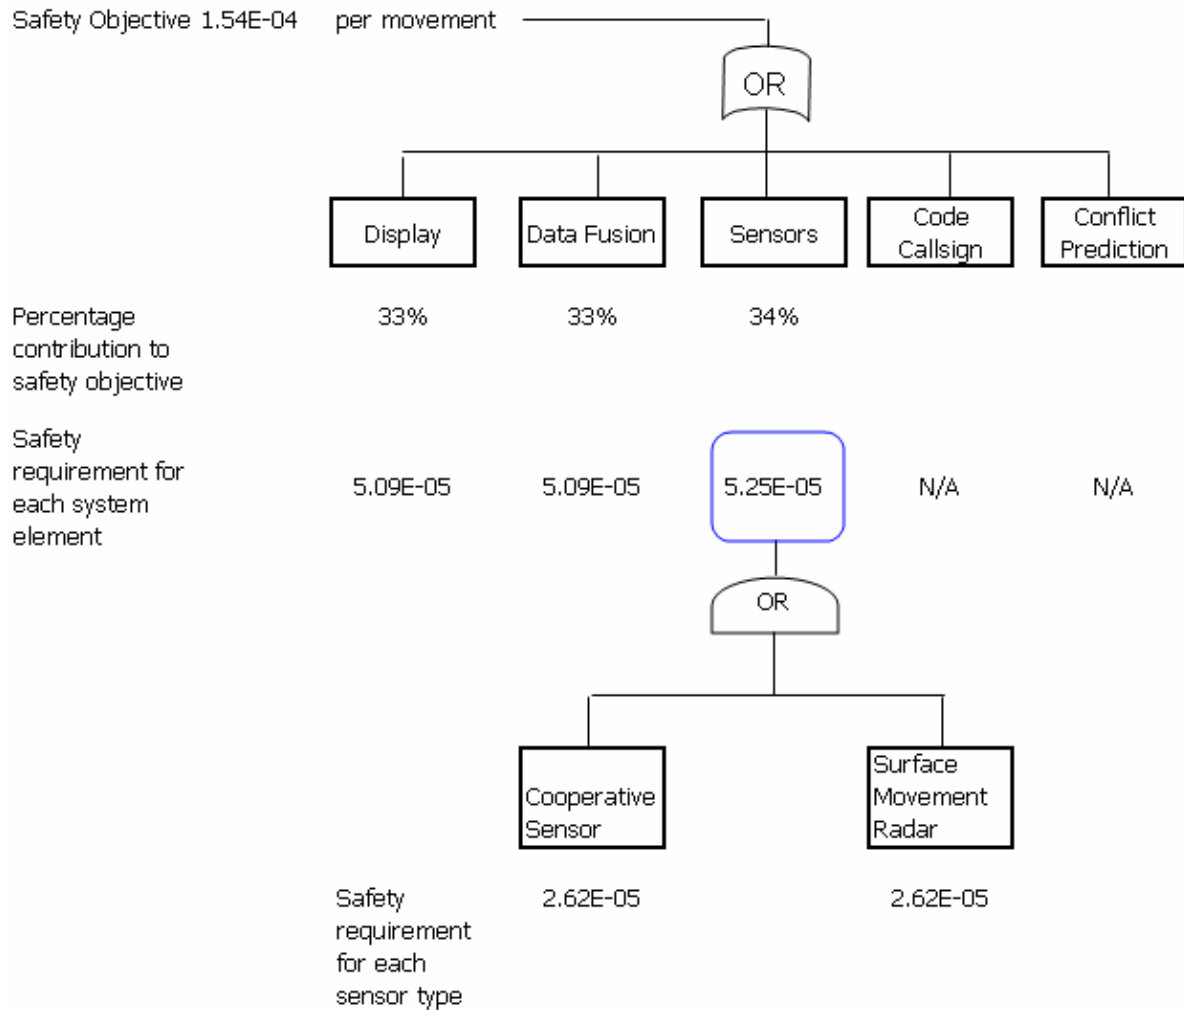 Safety Objective 1.54E-04 per movement
OR
Display
Data Fusion
Sensors
Code
Callsign
Conflict
Prediction
Percentage
contribution to
safety objective
33%
33%
34%
Safety
requirement for
each system
element
5.09E-05
5.09E-05
5.25E-05
N/A
N/A
OR
Cooperative
Sensor
Surface
Movement
Radar
Safety
requirement
for each
sensor type
2.62E-05
2.62E-05